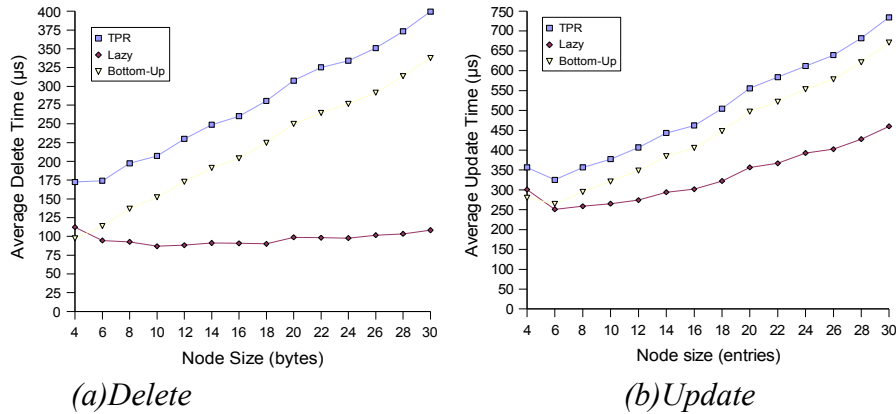 400
375
350
325
300
275
250
225
200
175
150
125
100
75
50
25
0
Average Delete Time (µs)
TPR
Lazy
Bottom-Up
4 6 8 10 12 14 16 18 20 22 24 26 28 30
Node Size (bytes)
(a)Delete
750
700
650
600
550
500
450
400
350
300
250
200
150
100
50
0
Average Update Time (µs)
TPR
Lazy
Bottom-Up
4 6 8 10 12 14 16 18 20 22 24 26 28 30
Node size (entries)
(b)Update